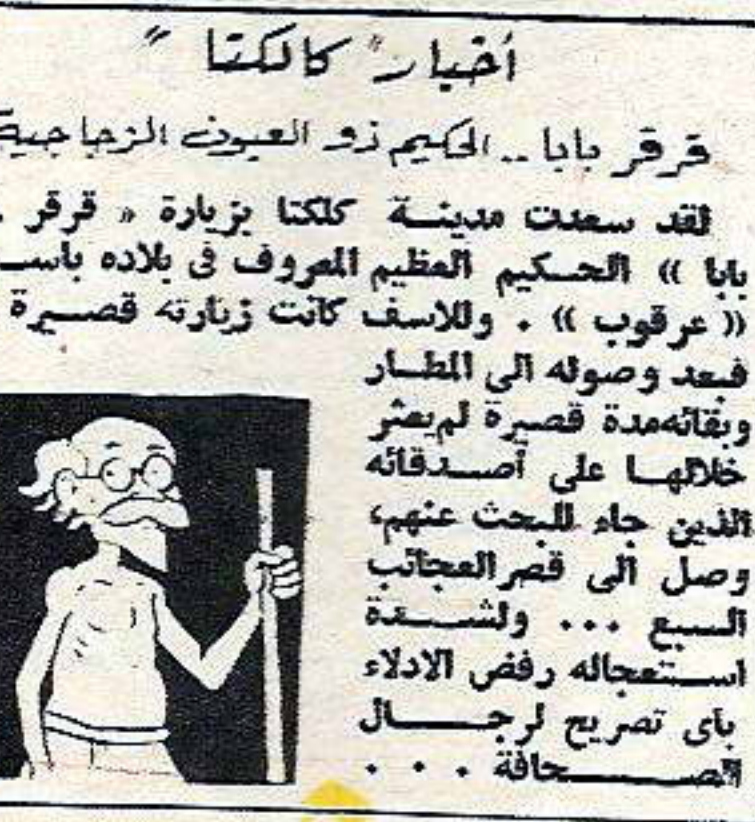 أخبار " كالكتا "
قرقر بابا .. الحكيم ذو العيون الزجاجية
لقد سعدت مدينة كلكتا بزيارة « قرقر .
بابا » الحكيم العظيم المعروف فى بلاده باسـ
« عرقوب » . وللاسف كانت زيارته قصيرة
فبعد وصوله الى المطار
وبقائه مدة قصيرة لم يعثر
خلالها على أصدقائه
الذين جاء للبحث عنهم،
وصل الى قصر العجائب
السبع ... ولشدة
استعجاله رفض الادلاء
باى تصريح لرجال
الصحافة . . .